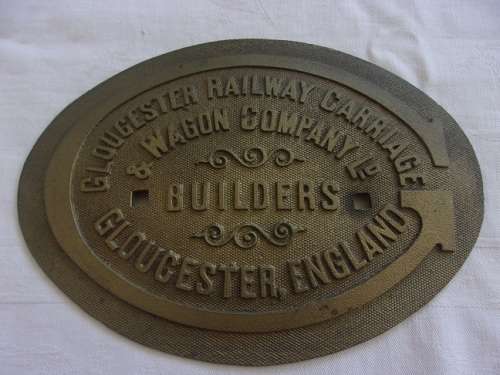 GLOUCESTER RAILWAY CARRIAGE
& WAGON COMPANY LD
BUILDERS
GLOUCESTER, ENGLAND